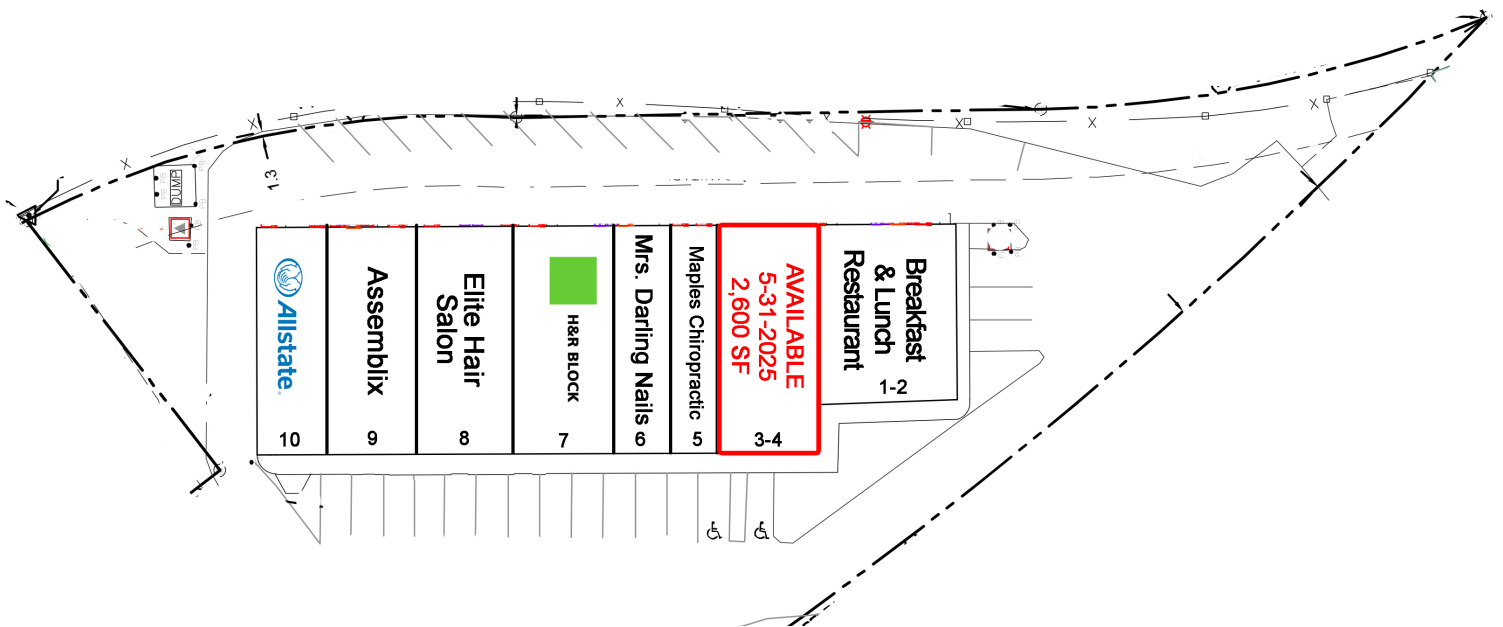 DUMP
1.3
Allstate.
10
Assemblix
9
Elite Hair
Salon
8
H&R BLOCK
7
Mrs. Darling Nails
6
Maples Chiropractic
5
AVAILABLE
5-31-2025
2,600 SF
3-4
Breakfast
& Lunch
Restaurant
1-2